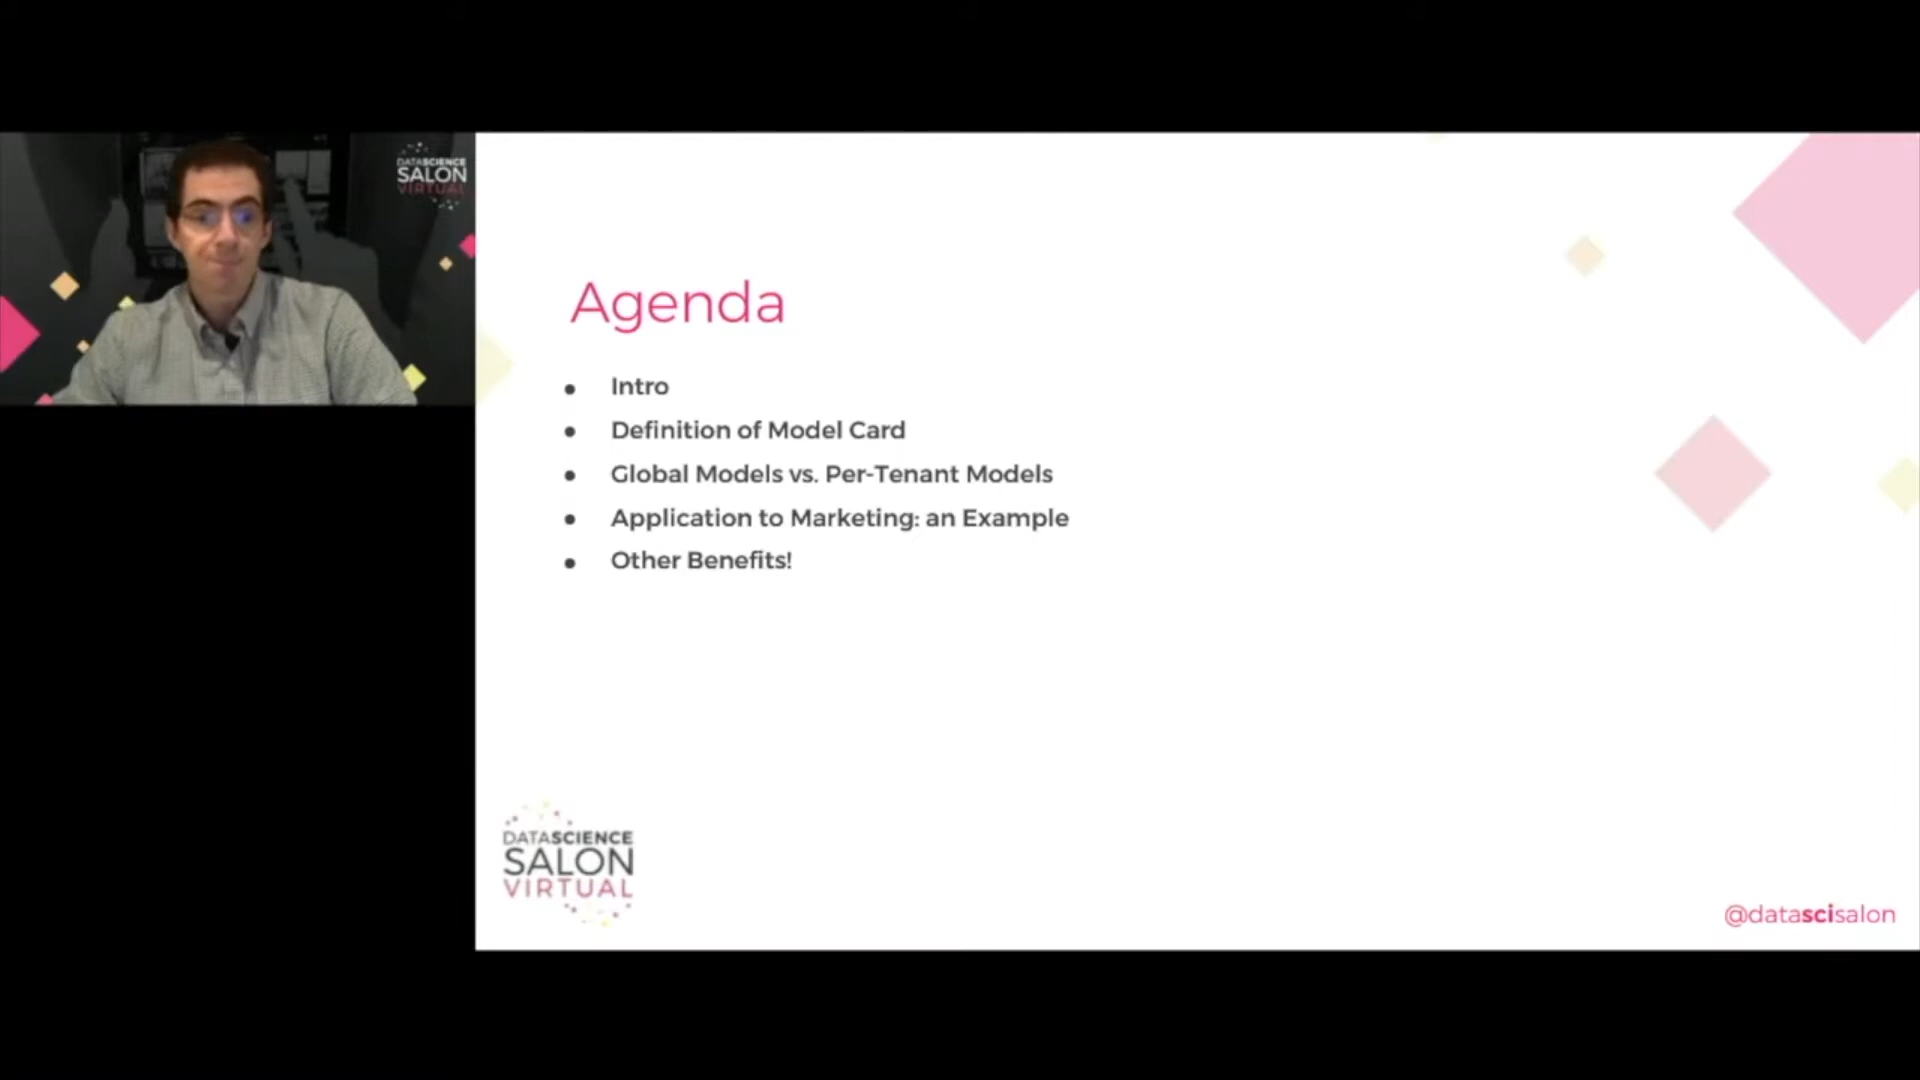 DATASCIENCE
SALON
VIRTUAL
Agenda
● Intro
● Definition of Model Card
● Global Models vs. Per-Tenant Models
● Application to Marketing: an Example
● Other Benefits!
DATASCIENCE
SALON
VIRTUAL
@datascisalon